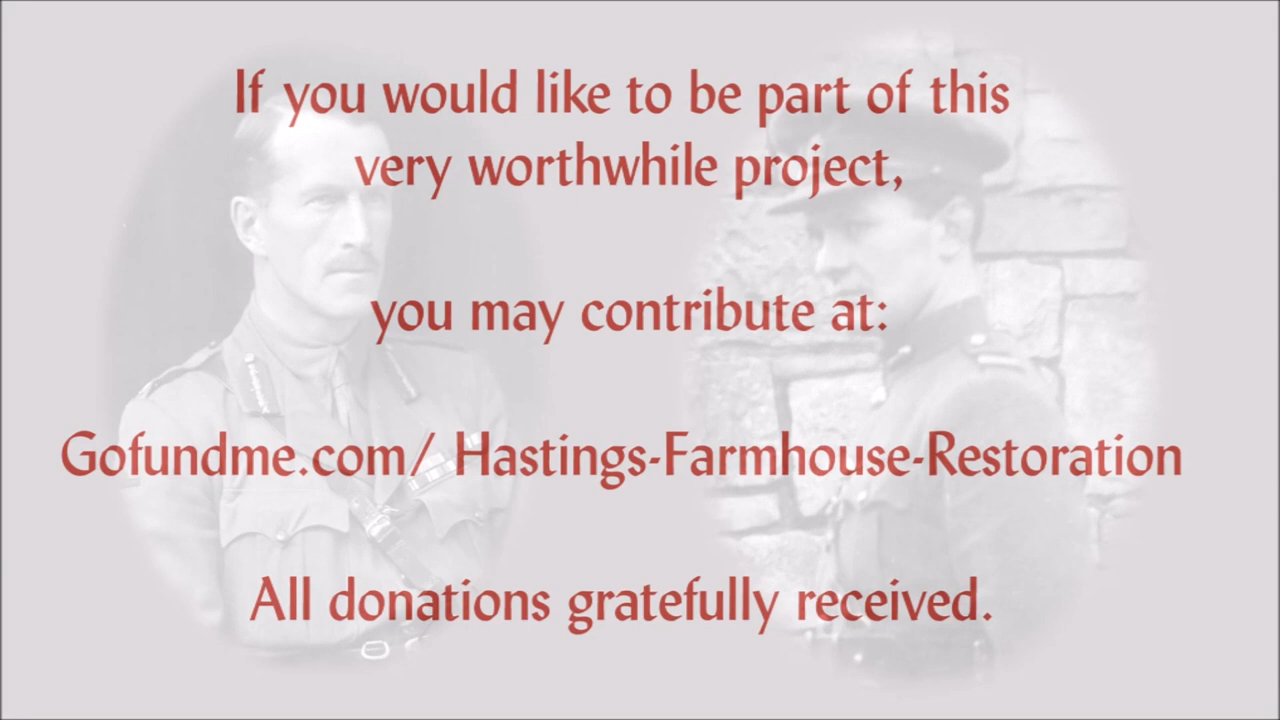 If you would like to be part of this
very worthwhile project,
you may contribute at:
Gofundme.com/ Hastings-Farmhouse-Restoration
All donations gratefully received.